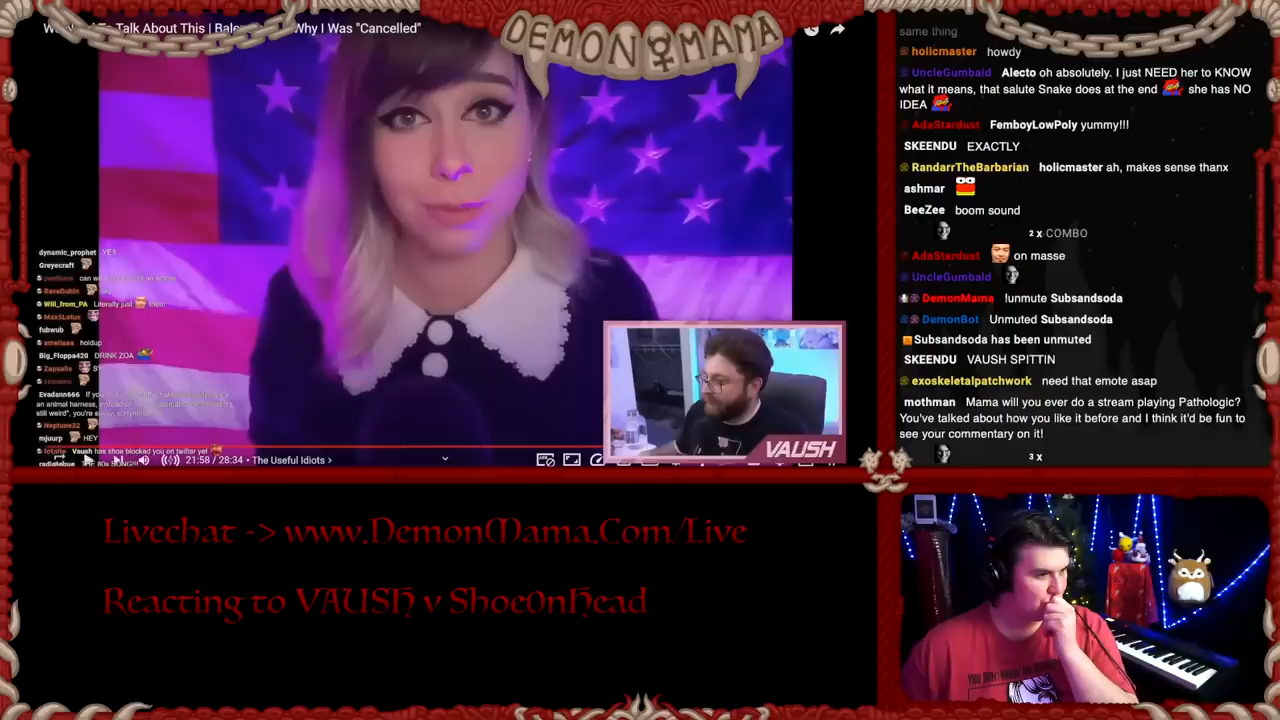 Talk About This | Bale
Why I Was "Cancelled"
DEMON MAMA
same thing
holicmaster howdy
UncleGumbald Alecto oh absolutely. I just NEED her to KNOW
what it means, that salute Snake does at the end she has NO
IDEA
AdaStardust FemboyLowPoly yummy!!!
SKEENDU EXACTLY
RandarrTheBarbarian holicmaster ah, makes sense thanx
ashmar
BeeZee boom sound
2 x COMBO
AdaStardust on masse
UncleGumbald
DemonMama !unmute Subsandsoda
DemonBot Unmuted Subsandsoda
Subsandsoda has been unmuted
SKEENDU VAUSH SPITTIN
exoskeletalpatchwork need that emote asap
mothman Mama will you ever do a stream playing Pathologic?
You've talked about how you like it before and I think it'd be fun to
see your commentary on it!
3 x
dynamic_prophet YES
Greyecraft
RaveDubin
Will_from_PA Literally just them
MaxSLotus
fubwub
ameliaaa holdup
Big_Floppa420 DRINK ZOA
Zapsalis
Evadann666
Neptune32
mjuurp HEY
Vaush has shoe blocked you on twitter yet
21:58 / 28:34 • The Useful Idiots ›
VAUSH
Livechat -> www.DemonMama.Com/Live
Reacting to VAUSH v Shoe0nHead